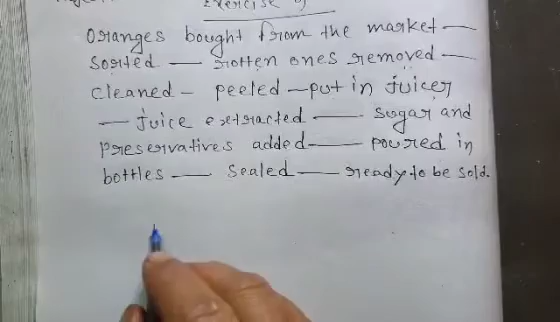 Exercise
Oranges bought from the market —
Sorted — rotten ones removed —
cleaned – peeled – put in juicer
— juice extracted — sugar and
preservatives added — poured in
bottles — sealed — ready to be sold.